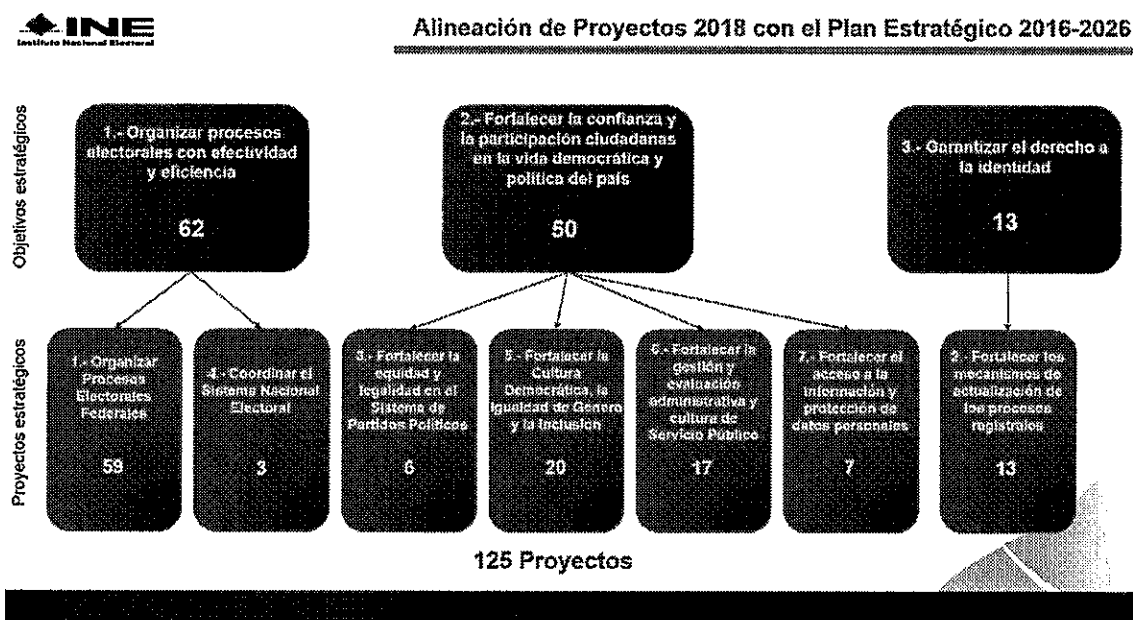 INE
Instituto Nacional Electoral
Alineación de Proyectos 2018 con el Plan Estratégico 2016-2026
Objetivos estratégicos
1.- Organizar procesos
electorales con efectividad
y eficiencia
62
2.- Fortalecer la confianza y
la participación ciudadanas
en la vida democrática y
política del país
50
3.- Garantizar el derecho a
la identidad
13
Proyectos estratégicos
1.- Organizar
Procesos
Electorales
Federales
59
4.- Coordinar el
Sistema Nacional
Electoral
3
3.- Fortalecer la
equidad y
legalidad en el
Sistema de
Partidos Políticos
6
5.- Fortalecer la
Cultura
Democrática, la
Igualdad de Género
y la Inclusión
20
6.- Fortalecer la
gestión y
evaluación
administrativa y
cultura de
Servicio Público
17
7.- Fortalecer el
acceso a la
información y
protección de
datos personales
7
2.- Fortalecer los
mecanismos de
actualización de
los procesos
registrales
13
125 Proyectos